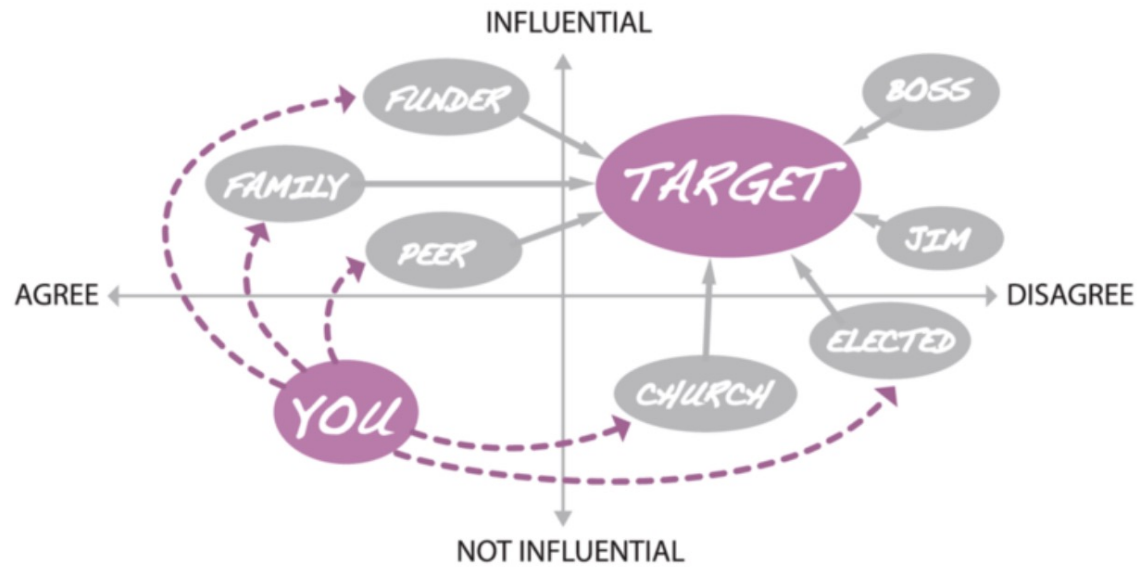 INFLUENTIAL
FUNDER
BOSS
FAMILY
TARGET
PEER
JIM
AGREE
DISAGREE
ELECTED
CHURCH
YOU
NOT INFLUENTIAL